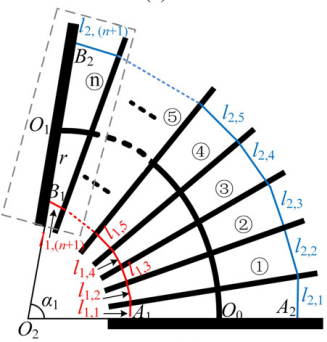 l2,(n+1)
B2
ⓝ
l2,5
⑤
O1
l2,4
④
r
③
l2,3
B1
②
l2,2
l1,(n+1)
l1,5
l1,4
l1,3
①
l1,2
l2,1
α1
l1,1
A1
O0
A2
O2